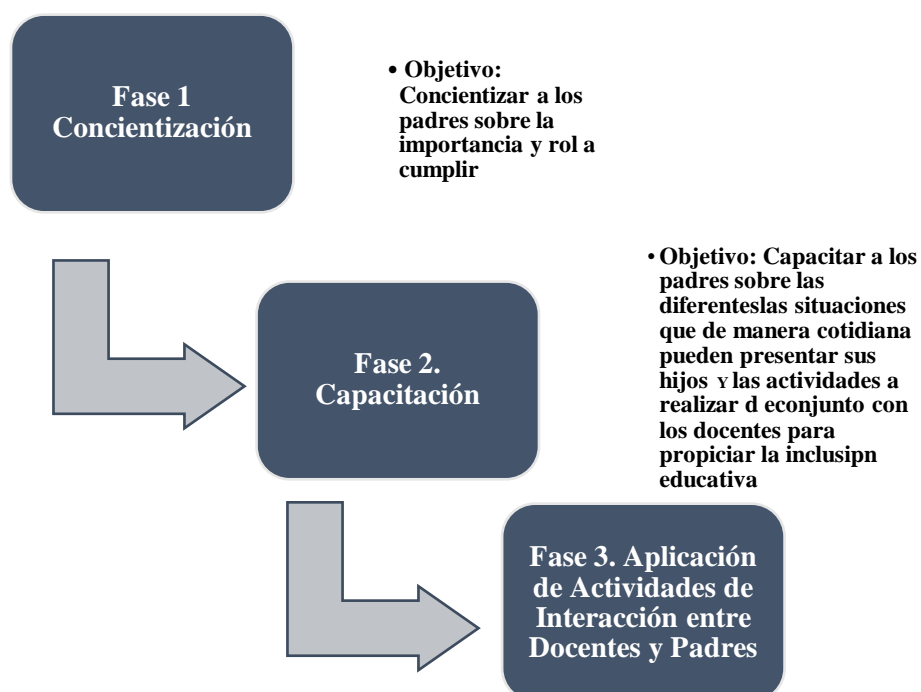 Fase 1
Concientización
• Objetivo:
Concientizar a los
padres sobre la
importancia y rol a
cumplir
Fase 2.
Capacitación
• Objetivo: Capacitar a los
padres sobre las
diferenteslas situaciones
que de manera cotidiana
pueden presentar sus
hijos Y las actividades a
realizar d econjunto con
los docentes para
propiciar la inclusipn
educativa
Fase 3. Aplicación
de Actividades de
Interacción entre
Docentes y Padres